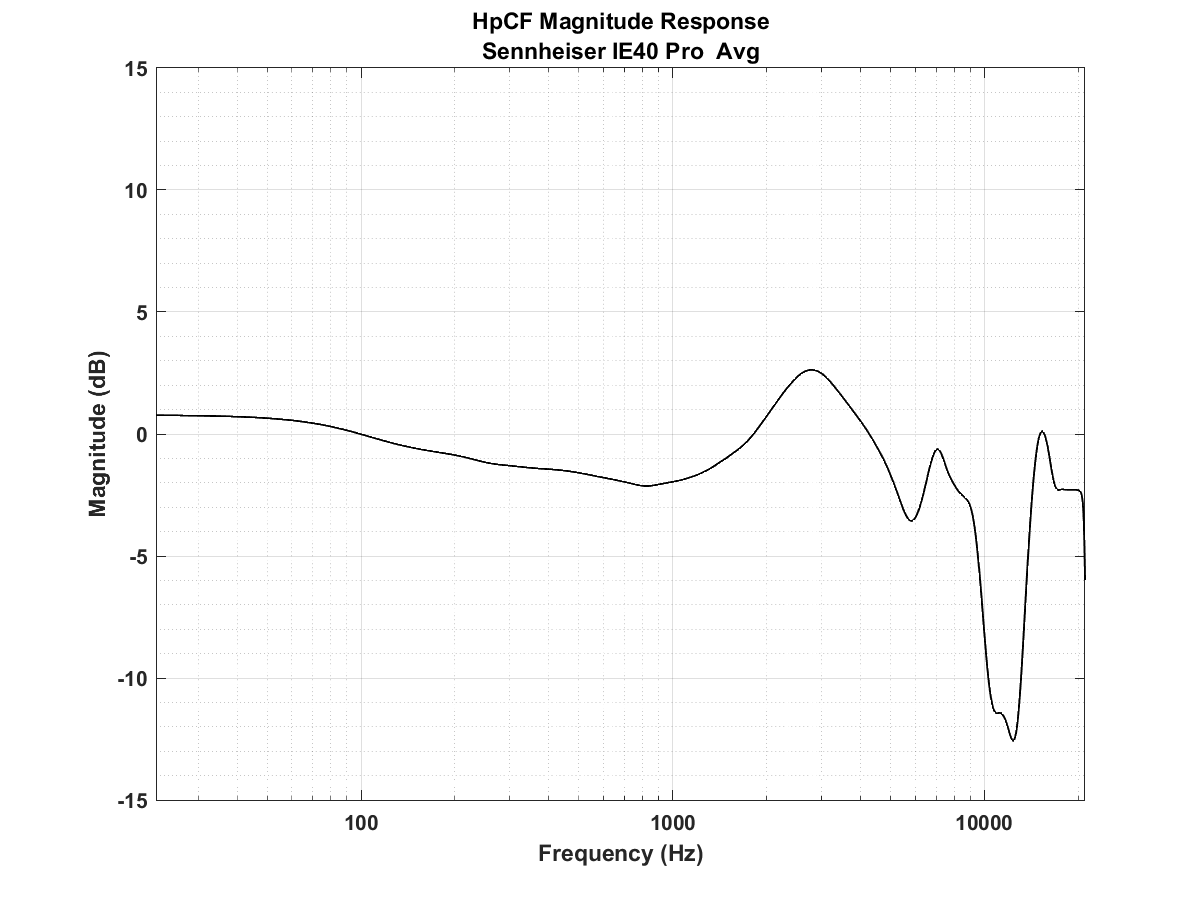 HpCF Magnitude Response
Sennheiser IE40 Pro  Avg
15
10
5
0
-5
-10
-15
Magnitude (dB)
100
1000
10000
Frequency (Hz)